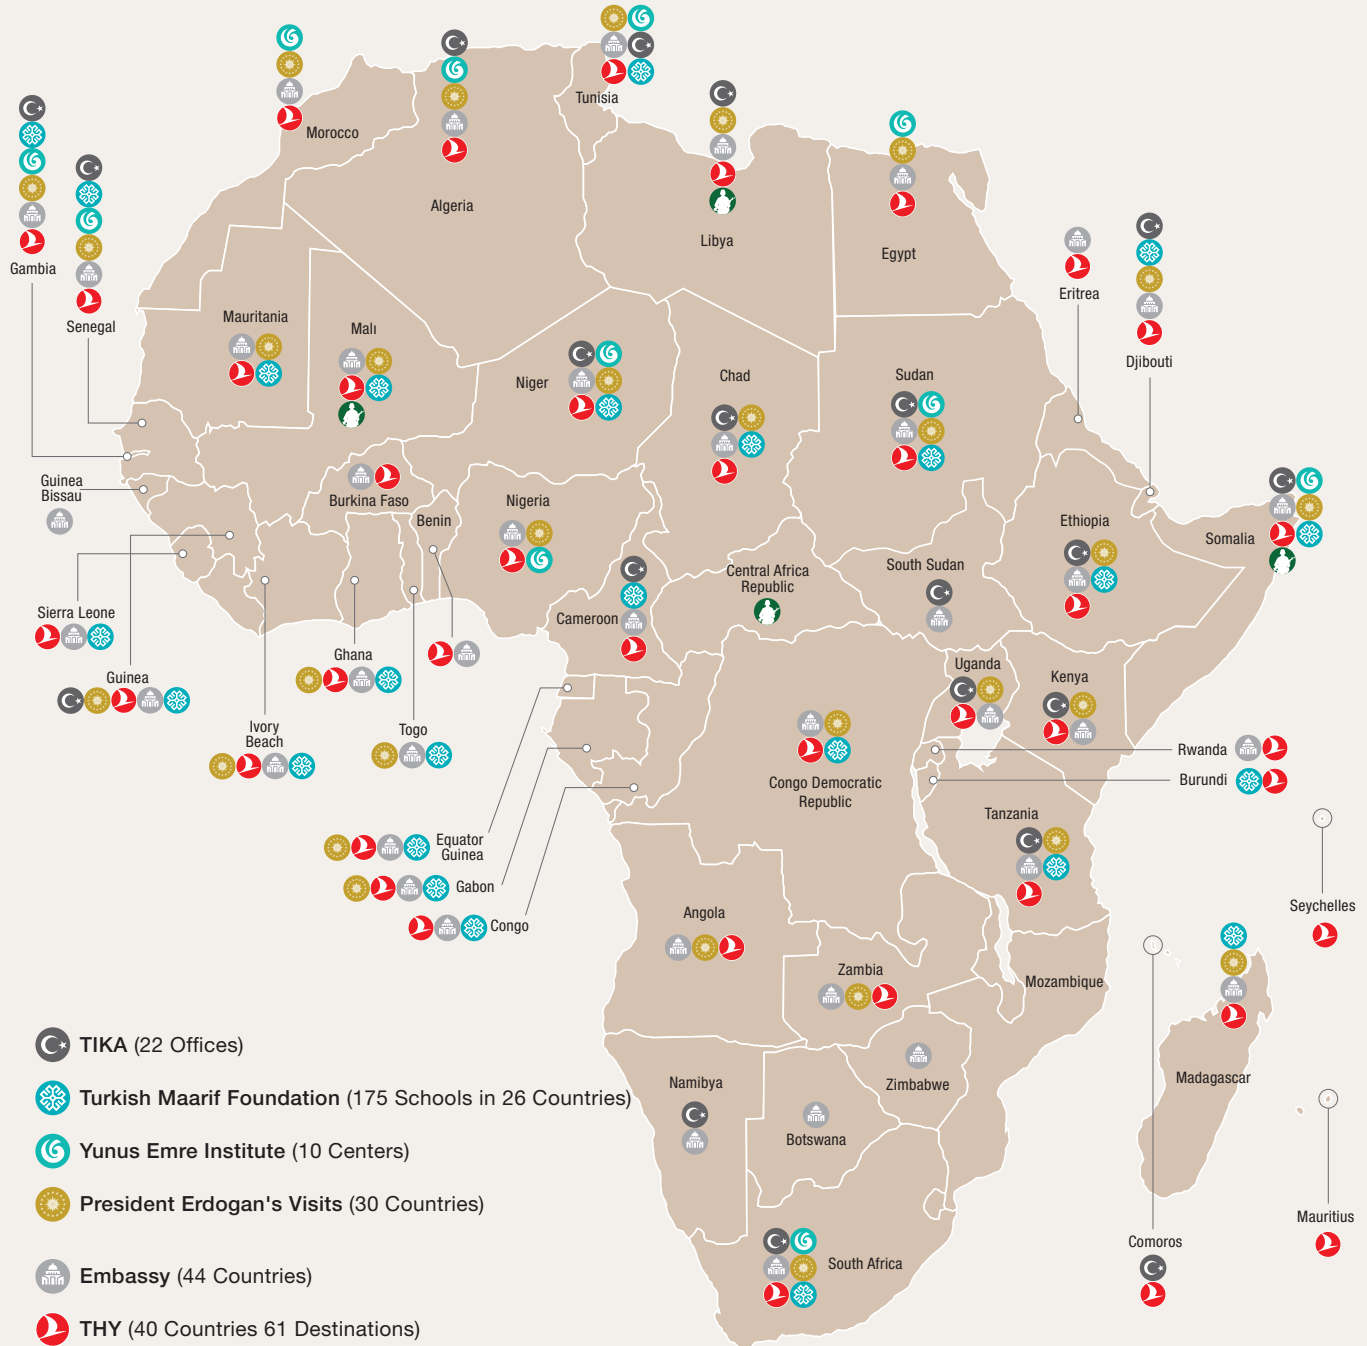 Tunisia
Morocco
Algeria
Libya
Egypt
Gambia
Senegal
Eritrea
Djibouti
Mauritania
Malı
Niger
Chad
Sudan
Guinea
Bissau
Burkina Faso
Benin
Nigeria
Ethiopia
Somalia
Central Africa
Republic
South Sudan
Sierra Leone
Cameroon
Ghana
Guinea
Uganda
Kenya
Ivory
Beach
Togo
Rwanda
Congo Democratic
Republic
Burundi
Tanzania
Equator
Guinea
Gabon
Congo
Angola
Seychelles
Zambia
Mozambique
Madagascar
Namibya
Zimbabwe
Botswana
Mauritius
Comoros
South Africa
TIKA (22 Offices)
Turkish Maarif Foundation (175 Schools in 26 Countries)
Yunus Emre Institute (10 Centers)
President Erdogan's Visits (30 Countries)
Embassy (44 Countries)
THY (40 Countries 61 Destinations)